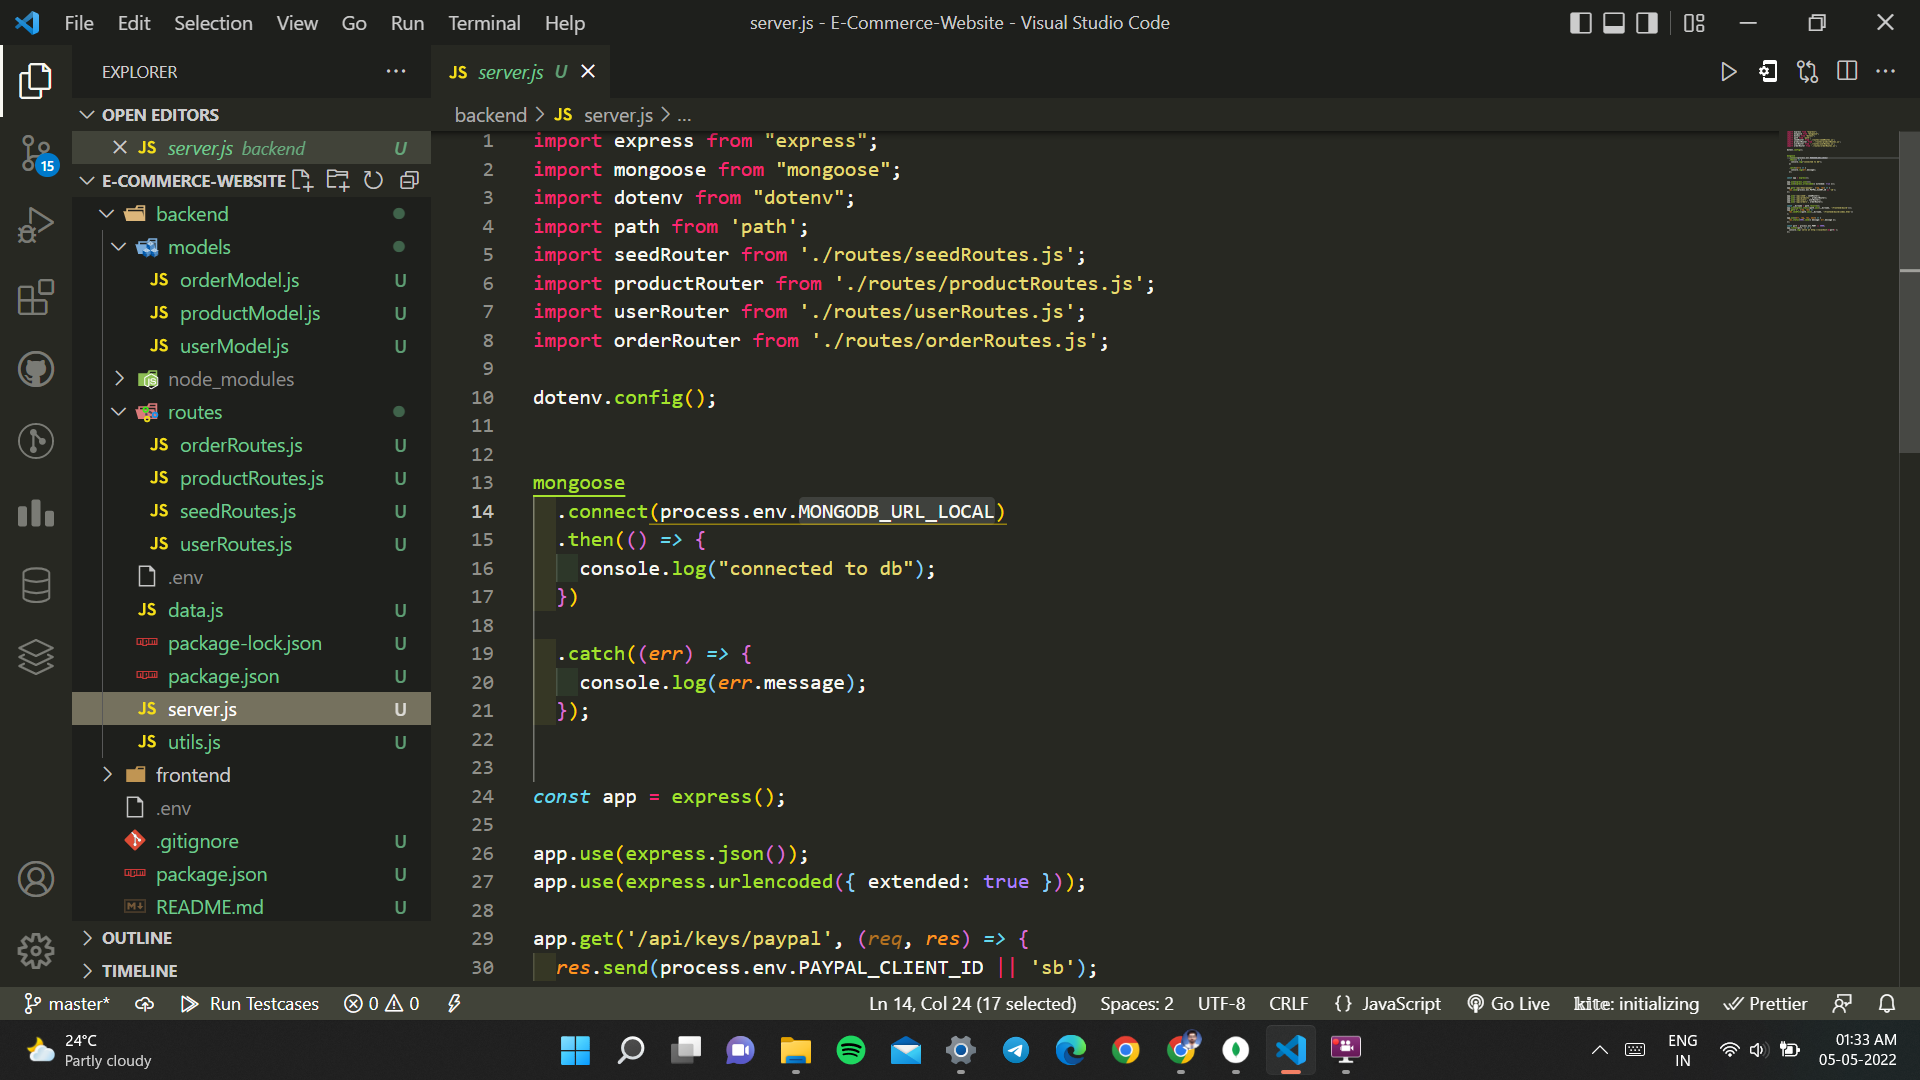 File Edit Selection View Go Run Terminal Help
server.js - E-Commerce-Website - Visual Studio Code
EXPLORER
OPEN EDITORS
JS server.js backend U
E-COMMERCE-WEBSITE
backend
models
JS orderModel.js U
JS productModel.js U
JS userModel.js U
node_modules
routes
JS orderRoutes.js U
JS productRoutes.js U
JS seedRoutes.js U
JS userRoutes.js U
.env
JS data.js U
package-lock.json U
package.json U
JS server.js U
JS utils.js U
frontend
.env
.gitignore U
package.json U
README.md U
OUTLINE
TIMELINE
15
JS server.js U
backend > JS server.js > ...
1 import express from "express";
2 import mongoose from "mongoose";
3 import dotenv from "dotenv";
4 import path from 'path';
5 import seedRouter from './routes/seedRoutes.js';
6 import productRouter from './routes/productRoutes.js';
7 import userRouter from './routes/userRoutes.js';
8 import orderRouter from './routes/orderRoutes.js';
9
10 dotenv.config();
11
12
13 mongoose
14 .connect(process.env.MONGODB_URL_LOCAL)
15 .then(() => {
16 console.log("connected to db");
17 })
18
19 .catch((err) => {
20 console.log(err.message);
21 });
22
23
24 const app = express();
25
26 app.use(express.json());
27 app.use(express.urlencoded({ extended: true }));
28
29 app.get('/api/keys/paypal', (req, res) => {
30 res.send(process.env.PAYPAL_CLIENT_ID || 'sb');
master* Run Testcases 0 0 Ln 14, Col 24 (17 selected) Spaces: 2 UTF-8 CRLF {} JavaScript Go Live kite: initializing Prettier
24°C
Partly cloudy
ENG
IN
01:33 AM
05-05-2022